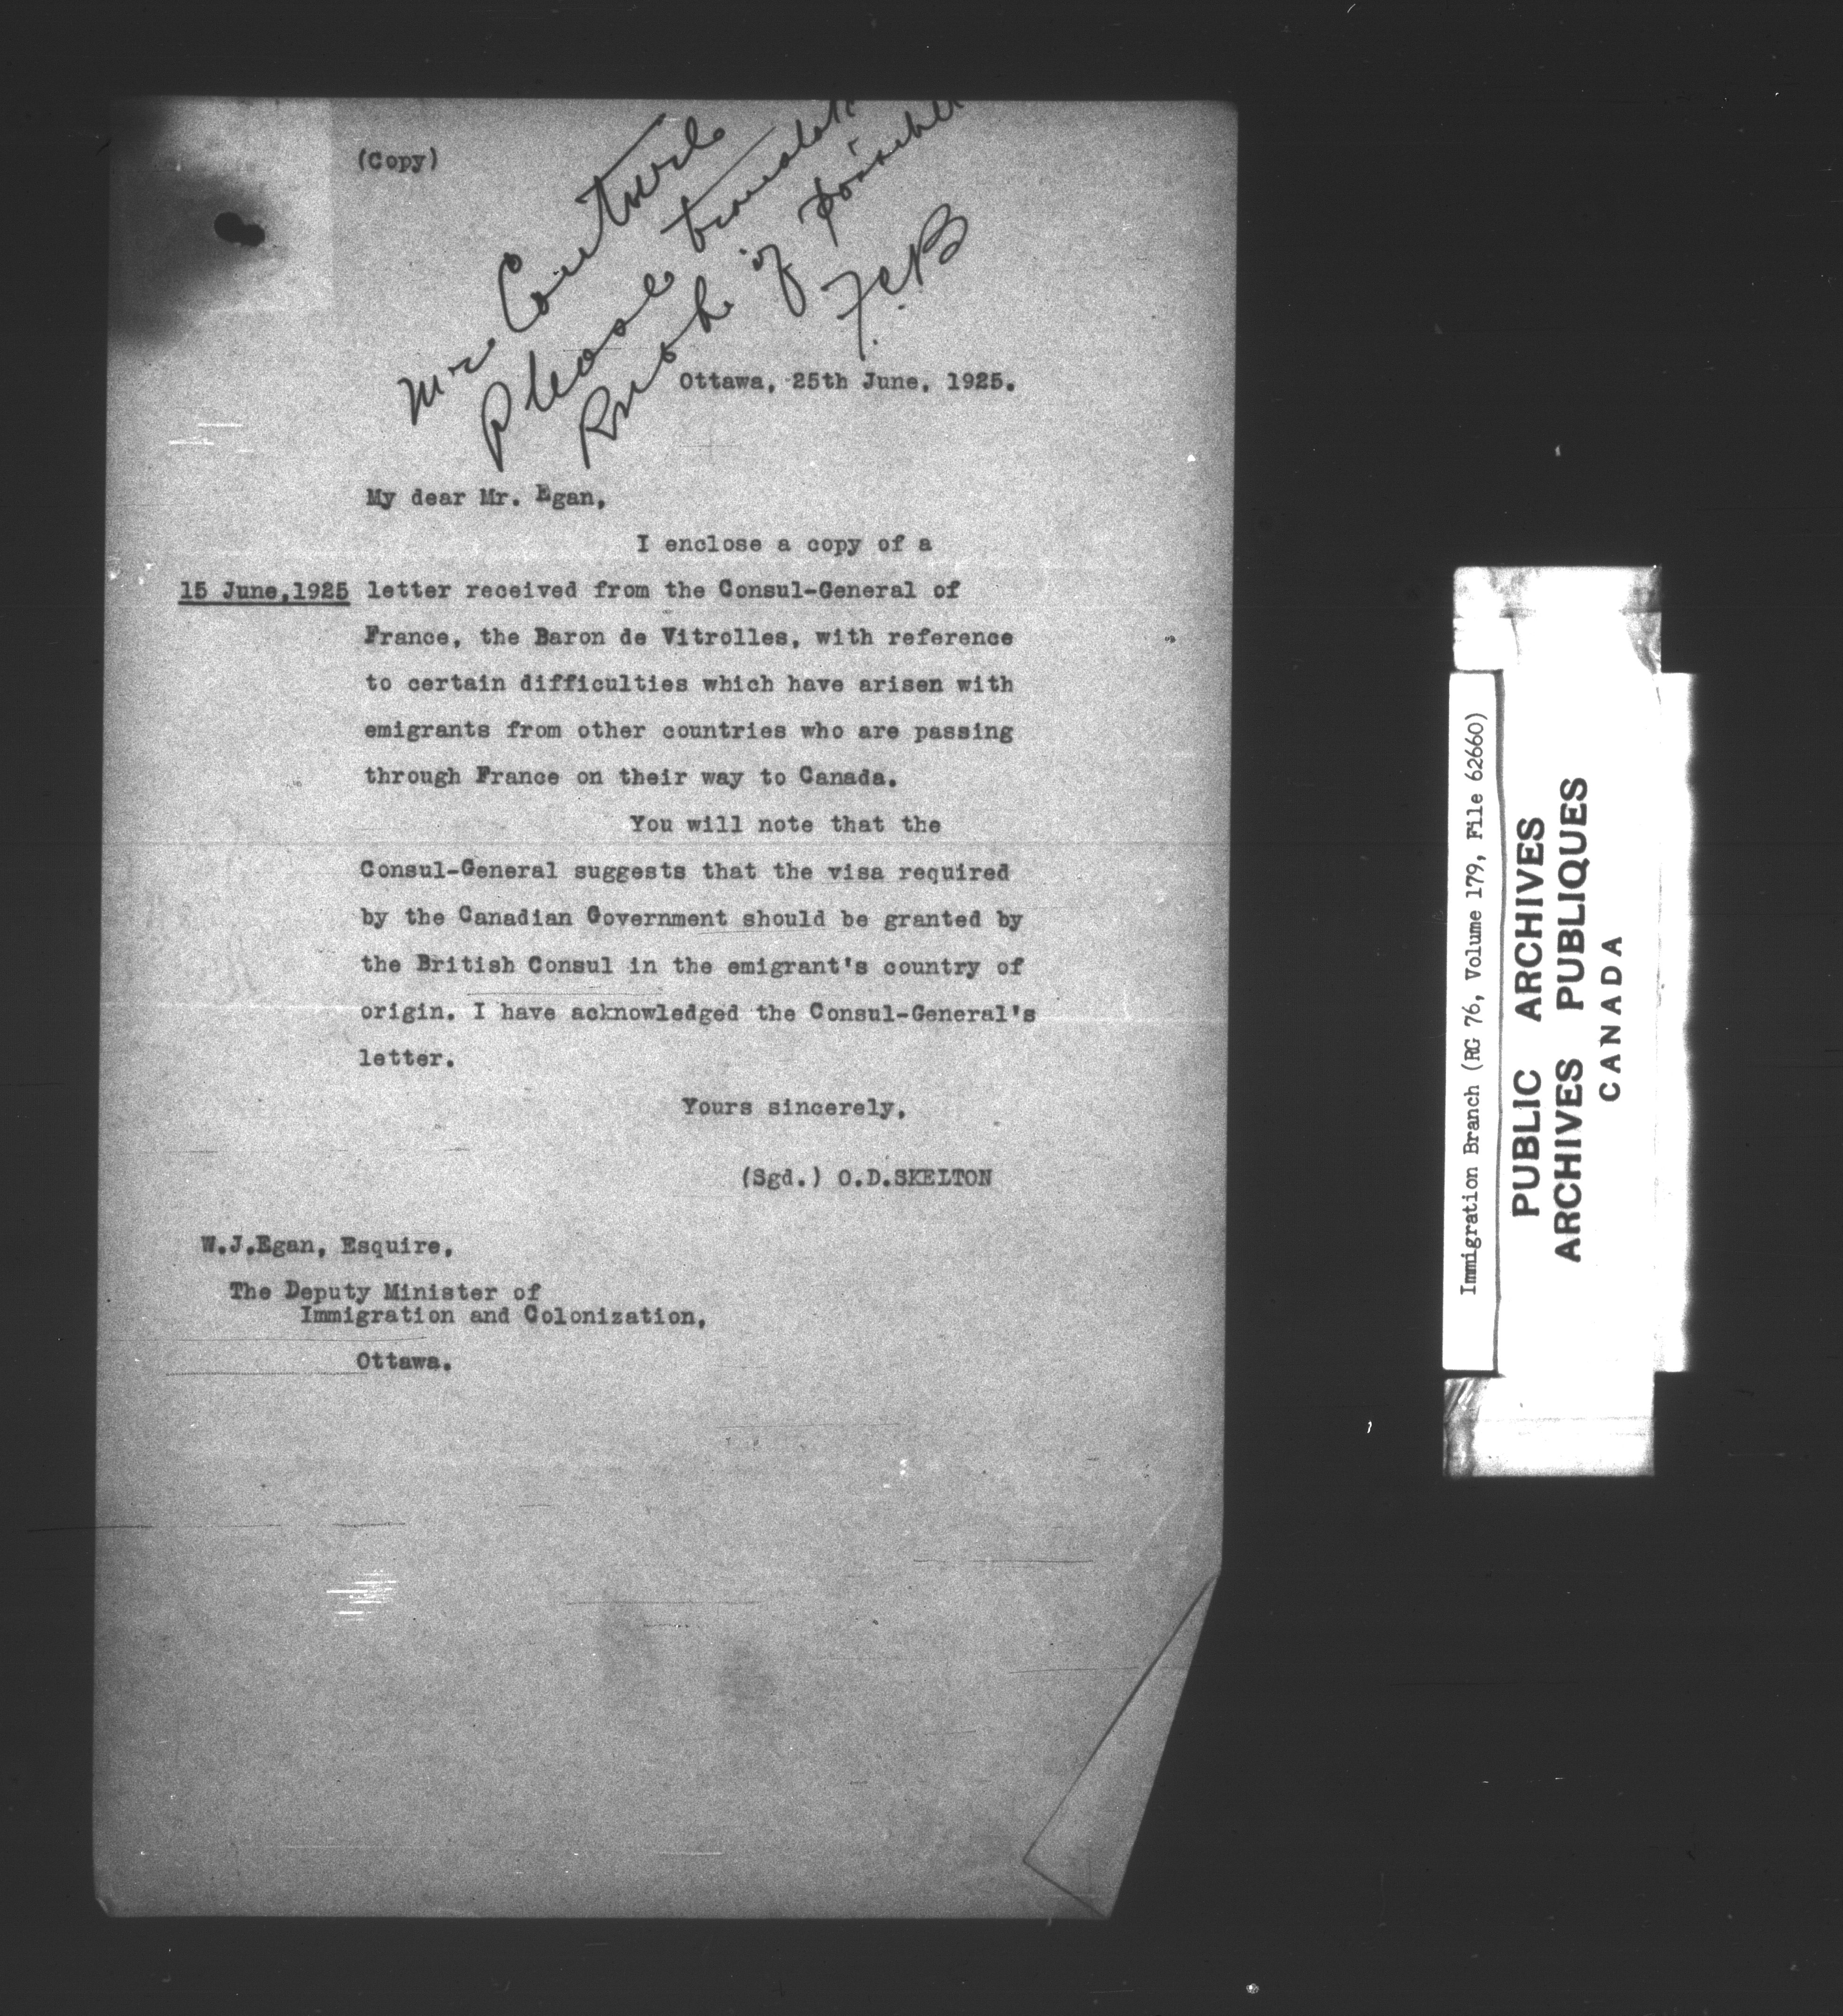 (Copy)
Mr Couture
Please translate
Rush if possible
F.C.B
Ottawa, 25th June, 1925.
My dear Mr. Egan,
I enclose a copy of a
15 June,1925 letter received from the Consul-General of
France, the Baron de Vitrolles, with reference
to certain difficulties which have arisen with
emigrants from other countries who are passing
through France on their way to Canada.
You will note that the
Consul-General suggests that the visa required
by the Canadian Government should be granted by
the British Consul in the emigrant's country of
origin. I have acknowledged the Consul-General's
letter.
Yours sincerely,
(Sgd.) O.D.SKELTON
W.J.Egan, Esquire,
The Deputy Minister of
Immigration and Colonization,
Ottawa.
Immigration Branch (RG 76, Volume 179, File 62660)
PUBLIC ARCHIVES
ARCHIVES PUBLIQUES
CANADA